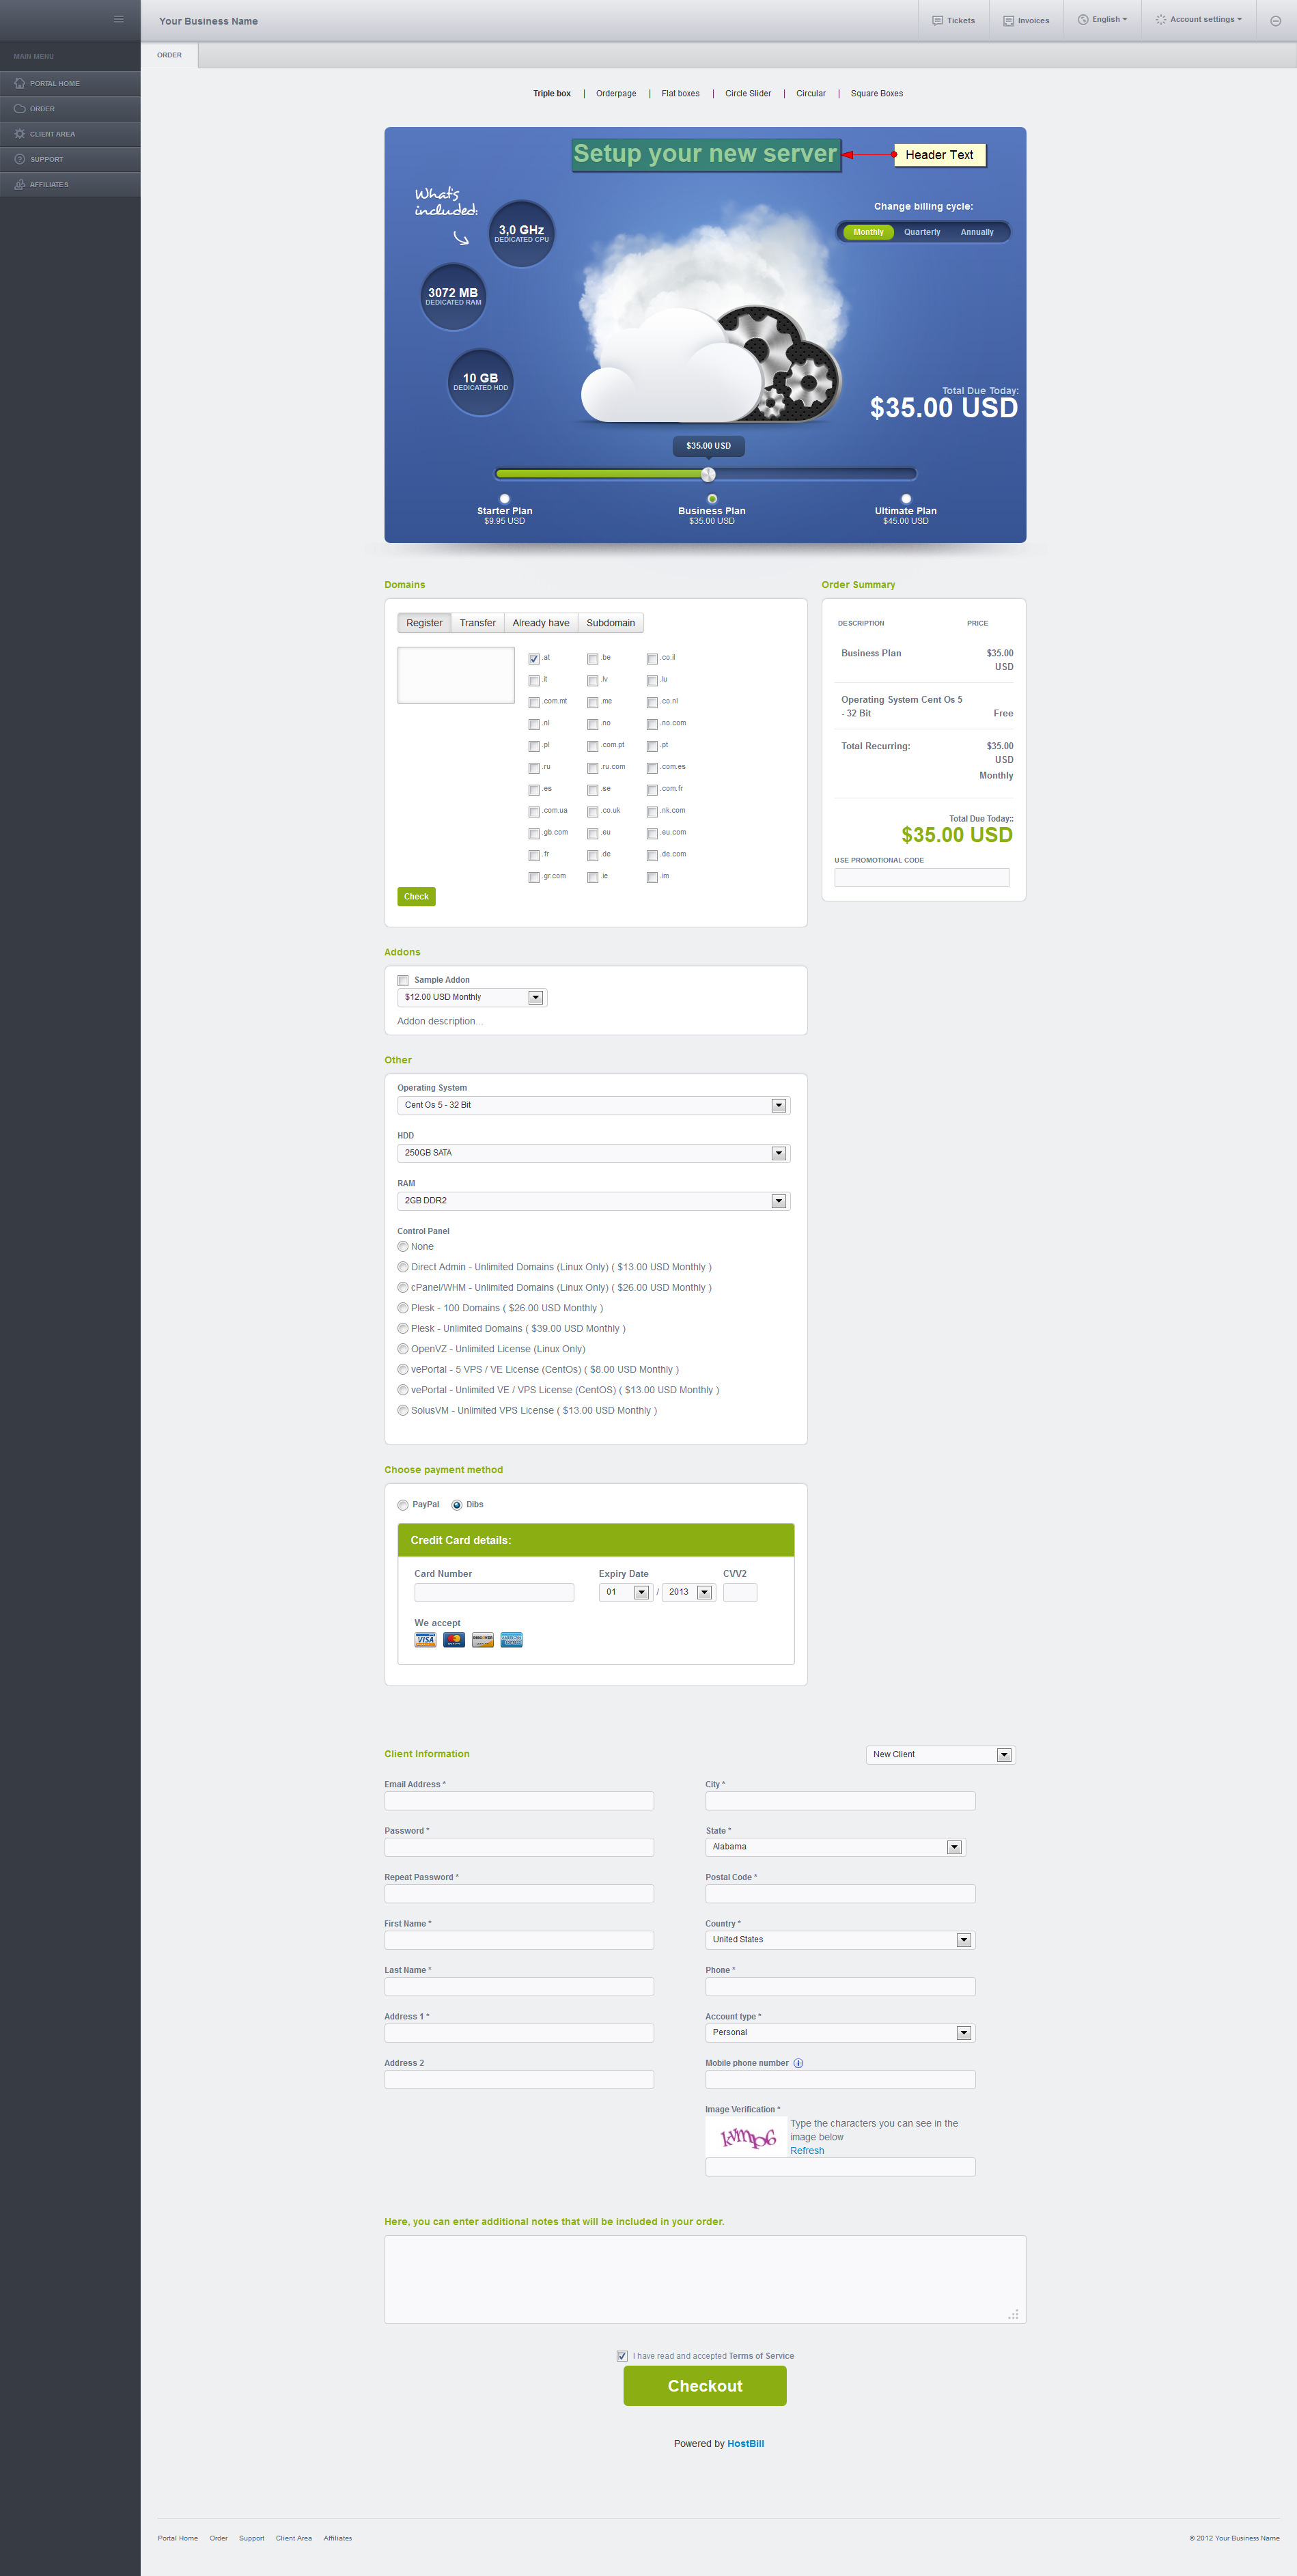 Your Business Name
Tickets
Invoices
English
Account settings
MAIN MENU
PORTAL HOME
ORDER
CLIENT AREA
SUPPORT
AFFILIATES
ORDER
Triple box | Orderpage | Flat boxes | Circle Slider | Circular | Square Boxes
Setup your new server
Header Text
What's
included:
3,0 GHz
DEDICATED CPU
3072 MB
DEDICATED RAM
10 GB
DEDICATED HDD
Change billing cycle:
Monthly Quarterly Annually
Total Due Today:
$35.00 USD
$35.00 USD
Starter Plan
$9.95 USD
Business Plan
$35.00 USD
Ultimate Plan
$45.00 USD
Domains
Register Transfer Already have Subdomain
.at .be .co.il
.it .lv .lu
.com.mt .me .co.nl
.nl .no .no.com
.pl .com.pt .pt
.ru .ru.com .com.es
.es .se .com.fr
.com.ua .co.uk .nk.com
.gb.com .eu .eu.com
.fr .de .de.com
.gr.com .ie .im
Check
Order Summary
DESCRIPTION PRICE
Business Plan $35.00
USD
Operating System Cent Os 5
- 32 Bit Free
Total Recurring: $35.00
USD
Monthly
Total Due Today::
$35.00 USD
USE PROMOTIONAL CODE
Addons
Sample Addon
$12.00 USD Monthly
Addon description...
Other
Operating System
Cent Os 5 - 32 Bit
HDD
250GB SATA
RAM
2GB DDR2
Control Panel
None
Direct Admin - Unlimited Domains (Linux Only) ( $13.00 USD Monthly )
cPanel/WHM - Unlimited Domains (Linux Only) ( $26.00 USD Monthly )
Plesk - 100 Domains ( $26.00 USD Monthly )
Plesk - Unlimited Domains ( $39.00 USD Monthly )
OpenVZ - Unlimited License (Linux Only)
vePortal - 5 VPS / VE License (CentOs) ( $8.00 USD Monthly )
vePortal - Unlimited VE / VPS License (CentOS) ( $13.00 USD Monthly )
SolusVM - Unlimited VPS License ( $13.00 USD Monthly )
Choose payment method
PayPal Dibs
Credit Card details:
Card Number Expiry Date CVV2
01 / 2013
We accept
VISA
Client Information
New Client
Email Address *
Password *
Repeat Password *
First Name *
Last Name *
Address 1 *
Address 2
City *
State *
Alabama
Postal Code *
Country *
United States
Phone *
Account type *
Personal
Mobile phone number
Image Verification *
Type the characters you can see in the
image below
Refresh
Here, you can enter additional notes that will be included in your order.
I have read and accepted Terms of Service
Checkout
Powered by HostBill
Portal Home Order Support Client Area Affiliates
© 2012 Your Business Name